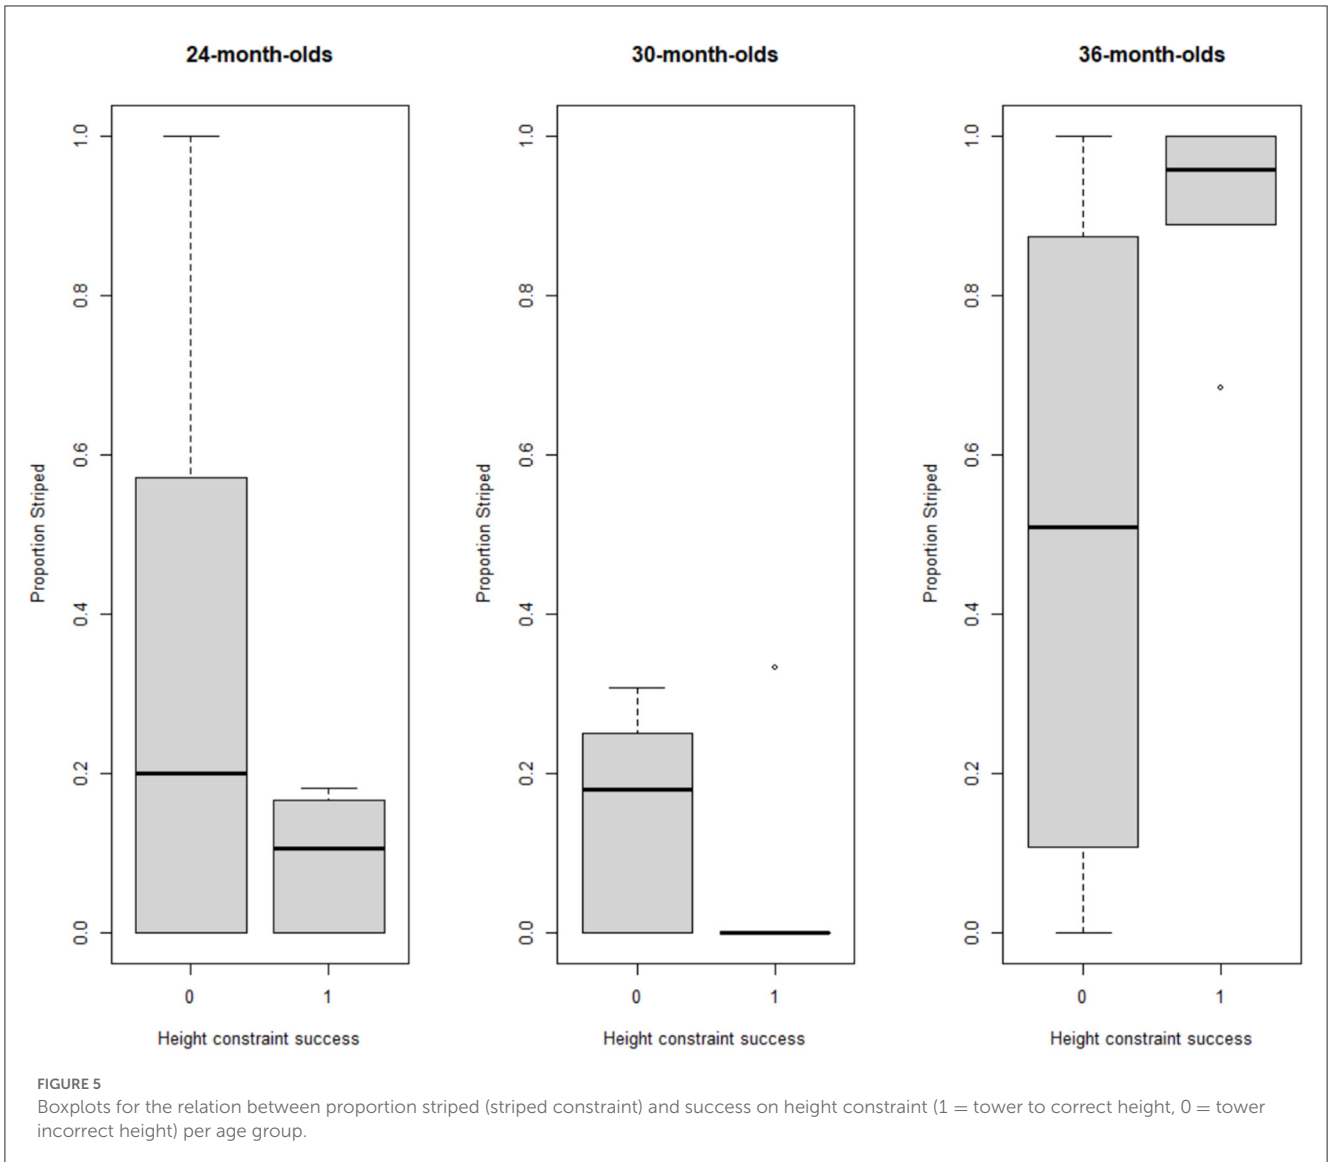 24-month-olds
30-month-olds
36-month-olds
1.0
0.8
0.6
0.4
0.2
0.0
Proportion Striped
0 1
Height constraint success
1.0
0.8
0.6
0.4
0.2
0.0
Proportion Striped
0 1
Height constraint success
1.0
0.8
0.6
0.4
0.2
0.0
Proportion Striped
0 1
Height constraint success
FIGURE 5
Boxplots for the relation between proportion striped (striped constraint) and success on height constraint (1 = tower to correct height, 0 = tower
incorrect height) per age group.